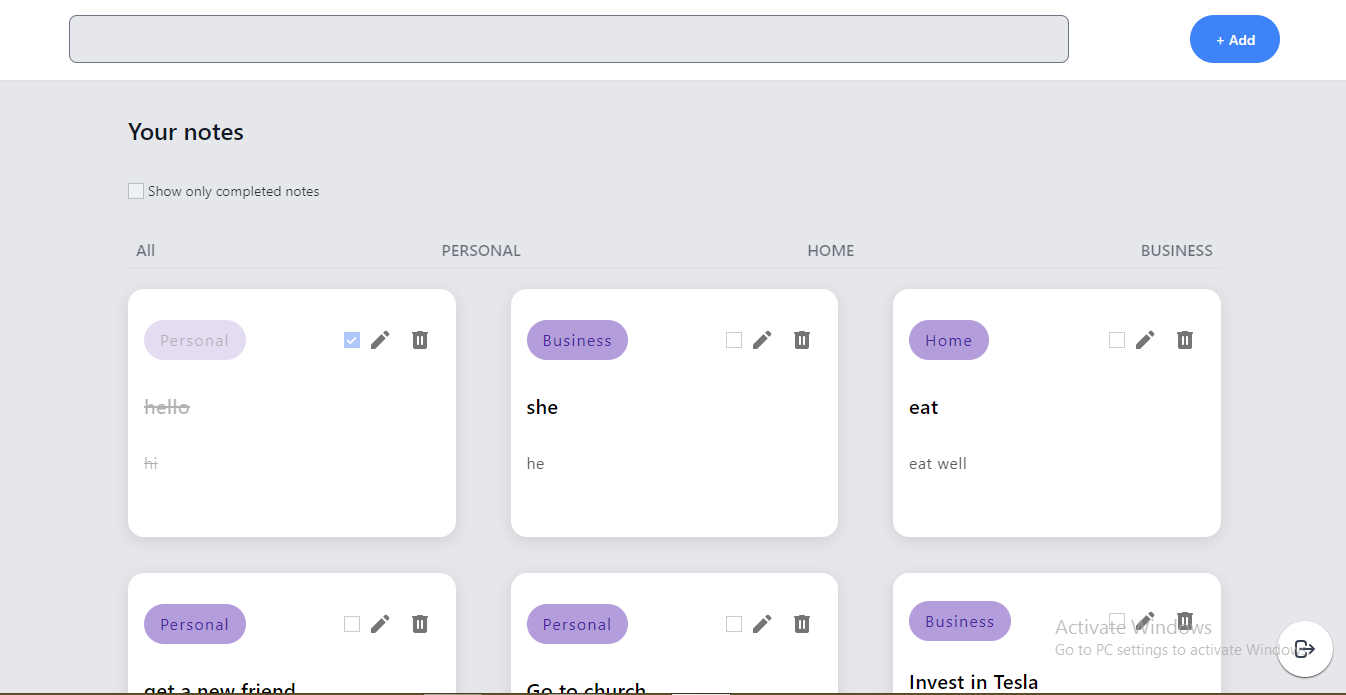 + Add
Your notes
Show only completed notes
All PERSONAL HOME BUSINESS
Personal Business Home
hello she eat
hi he eat well
Personal Personal Business
get a new friend Go to church Invest in Tesla
Activate Windows
Go to PC settings to activate Windows.